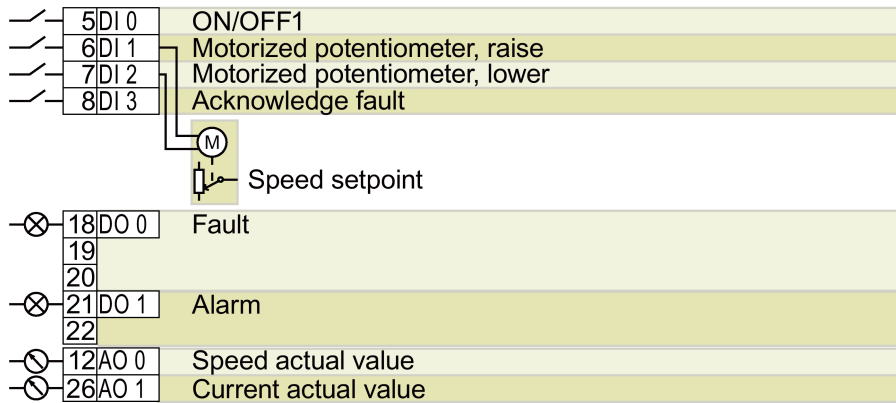 5 DI 0 ON/OFF1
6 DI 1 Motorized potentiometer, raise
7 DI 2 Motorized potentiometer, lower
8 DI 3 Acknowledge fault
M
Speed setpoint
18 DO 0 Fault
19
20
21 DO 1 Alarm
22
12 AO 0 Speed actual value
26 AO 1 Current actual value